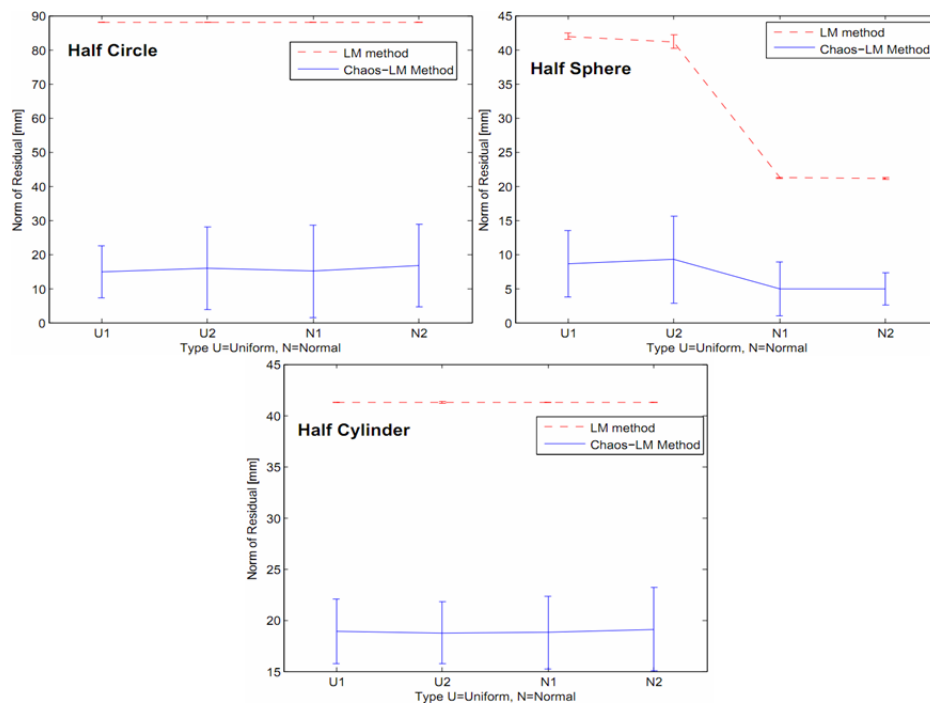 90
80
70
60
50
40
30
20
10
0
Norm of Residual [mm]
Half Circle
LM method
Chaos−LM Method
U1 U2 N1 N2
Type U=Uniform, N=Normal
45
40
35
30
25
20
15
10
5
0
Norm of Residual [mm]
Half Sphere
LM method
Chaos−LM Method
U1 U2 N1 N2
Type U=Uniform, N=Normal
45
40
35
30
25
20
15
Norm of Residual [mm]
Half Cylinder
LM method
Chaos−LM Method
U1 U2 N1 N2
Type U=Uniform, N=Normal